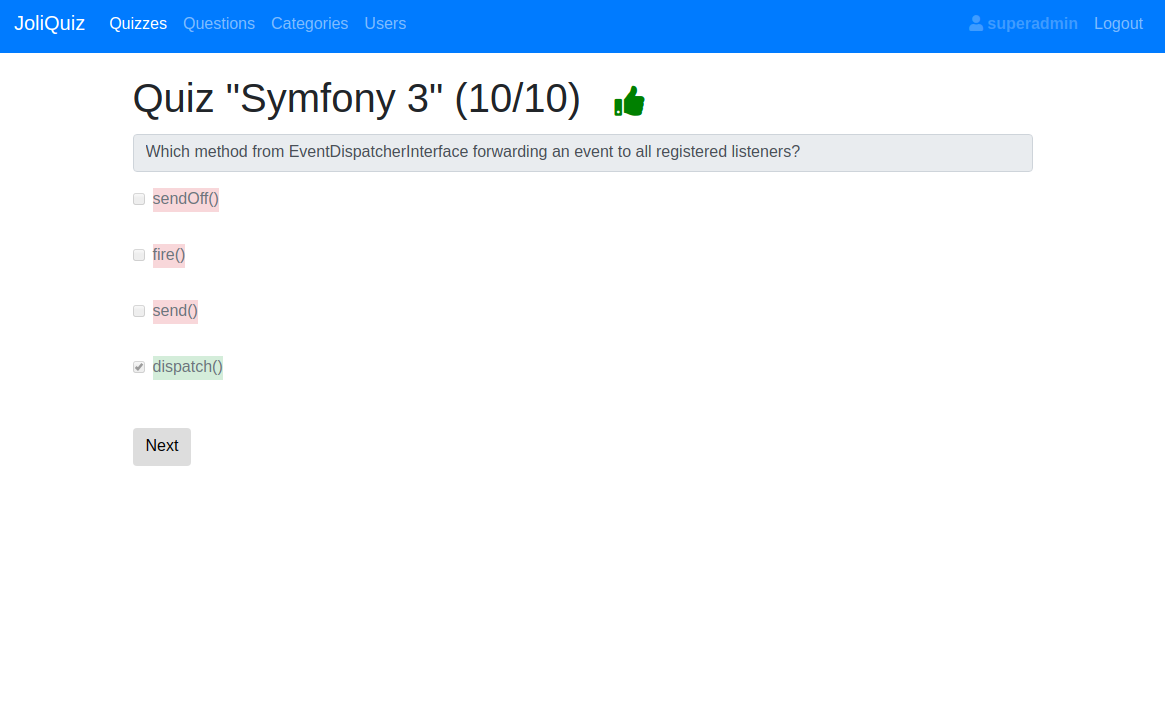 JoliQuiz Quizzes Questions Categories Users superadmin Logout
Quiz "Symfony 3" (10/10)
Which method from EventDispatcherInterface forwarding an event to all registered listeners?
sendOff()
fire()
send()
dispatch()
Next